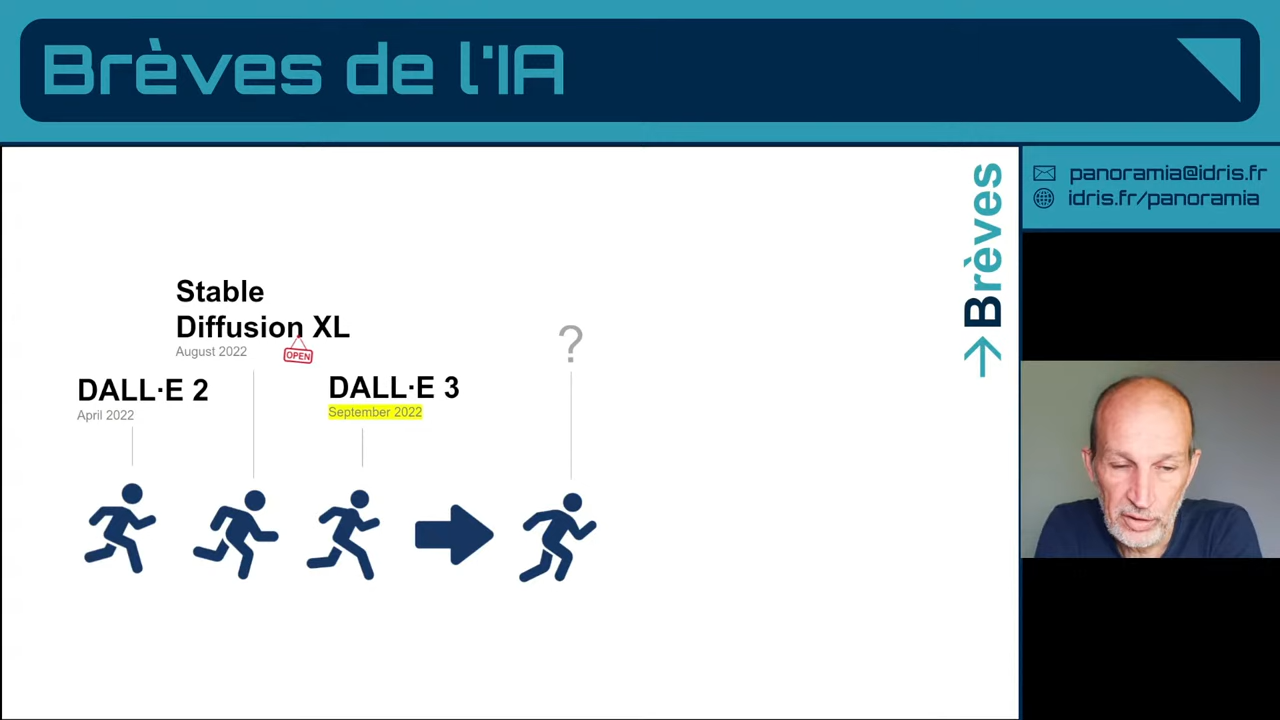 Brèves de l'IA
panoramia@idris.fr
idris.fr/panoramia
→Brèves
Stable
Diffusion XL
August 2022
OPEN
?
DALL·E 2
April 2022
DALL·E 3
September 2022